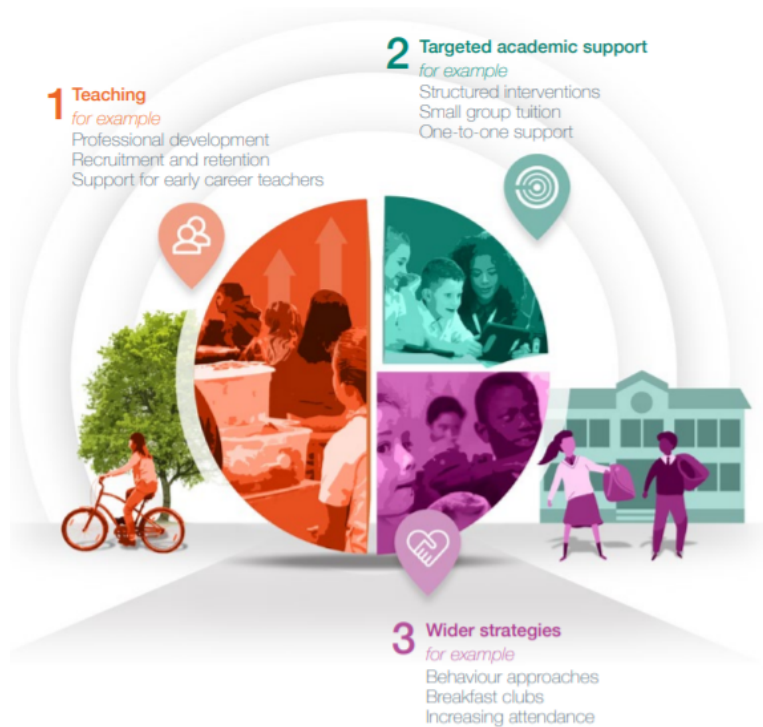 1 Teaching
for example
Professional development
Recruitment and retention
Support for early career teachers
2 Targeted academic support
for example
Structured interventions
Small group tuition
One-to-one support
3 Wider strategies
for example
Behaviour approaches
Breakfast clubs
Increasing attendance